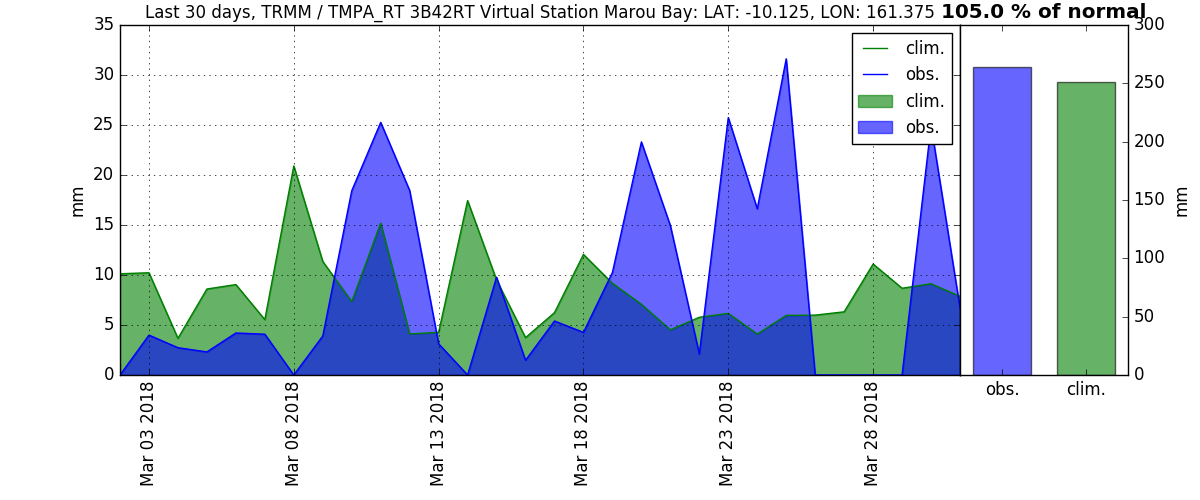 Last 30 days, TRMM / TMPA_RT 3B42RT Virtual Station Marou Bay: LAT: -10.125, LON: 161.375 105.0 % of normal
35
30
25
20
15
10
5
0
mm
clim.
obs.
clim.
obs.
300
250
200
150
100
50
0
mm
obs. clim.
Mar 03 2018
Mar 08 2018
Mar 13 2018
Mar 18 2018
Mar 23 2018
Mar 28 2018